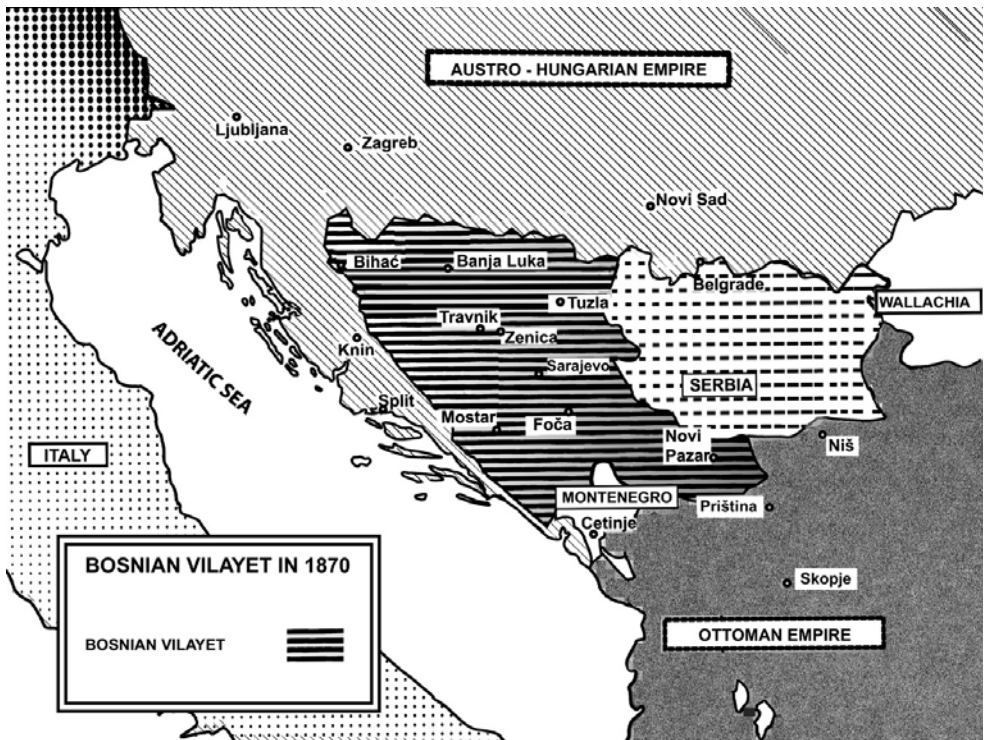 AUSTRO - HUNGARIAN EMPIRE
Ljubljana
Zagreb
Novi Sad
Bihać
Banja Luka
Belgrade
Tuzla
WALLACHIA
Travnik
Zenica
Knin
ADRIATIC SEA
Sarajevo
SERBIA
Split
Mostar
Foča
Novi
Pazar
Niš
ITALY
MONTENEGRO
Priština
Cetinje
BOSNIAN VILAYET IN 1870
Skopje
OTTOMAN EMPIRE
BOSNIAN VILAYET